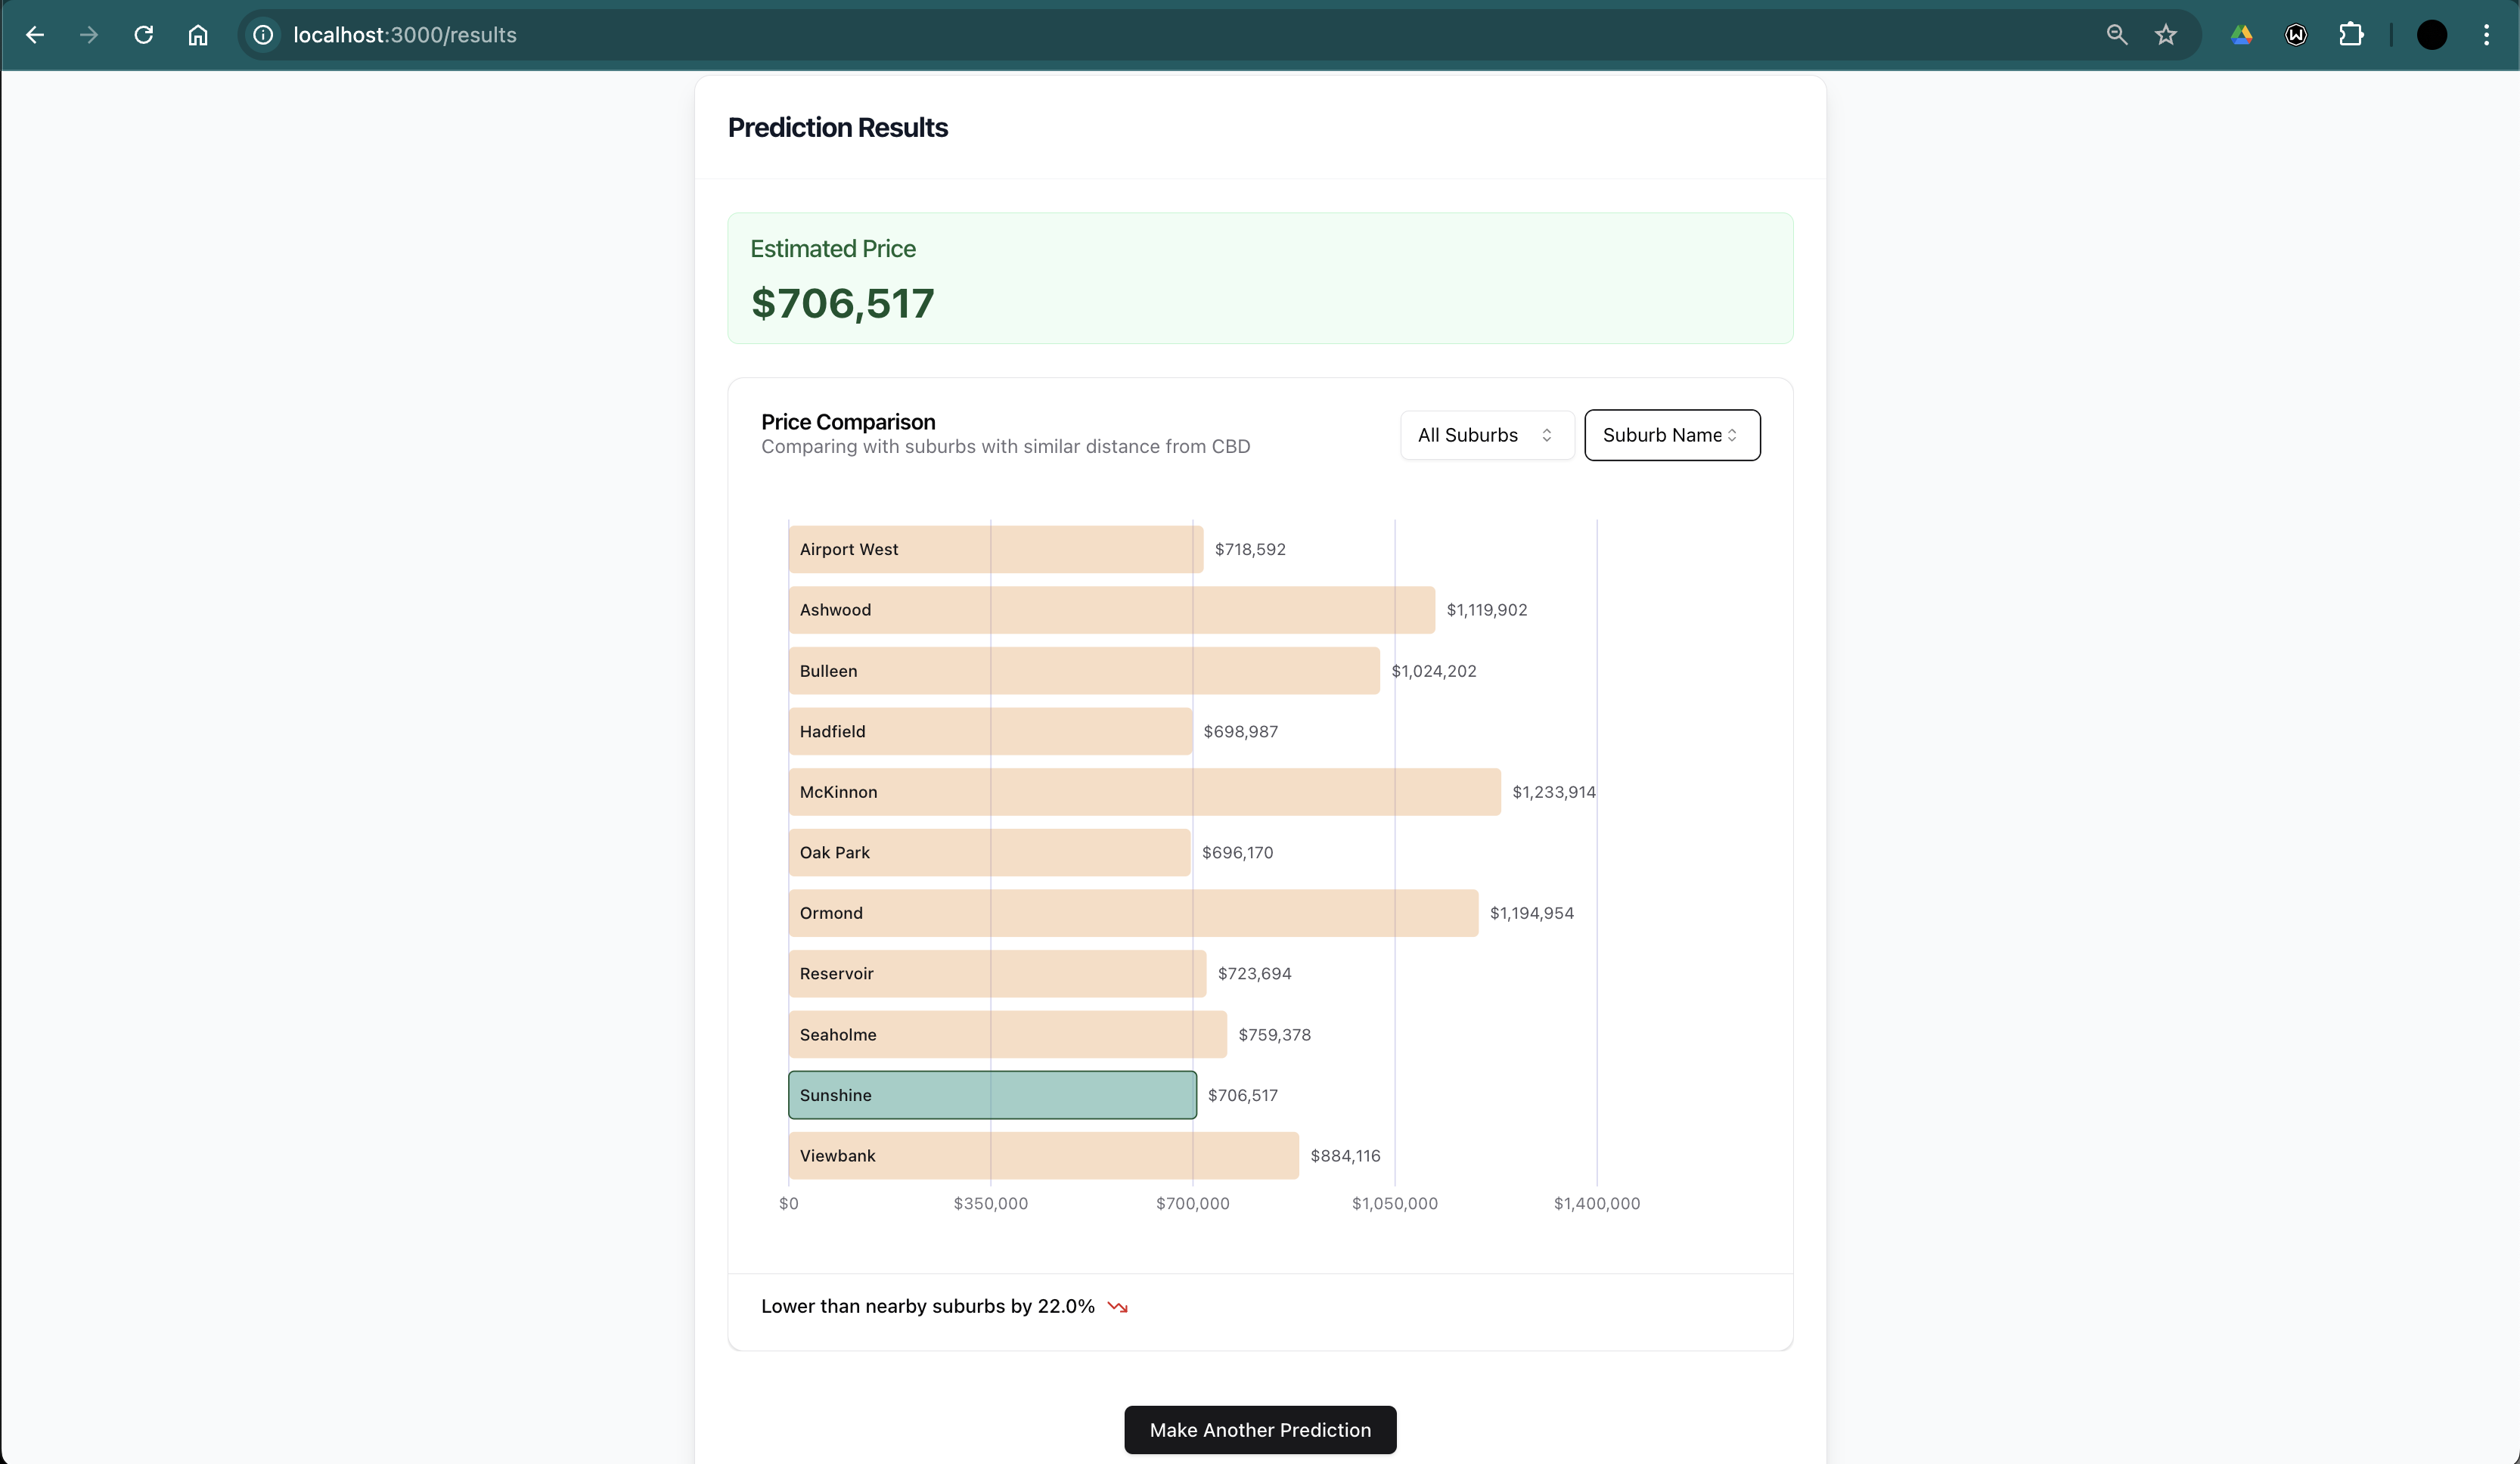 localhost:3000/results
Prediction Results
Estimated Price
$706,517
Price Comparison
Comparing with suburbs with similar distance from CBD
All Suburbs
Suburb Name
Airport West $718,592
Ashwood $1,119,902
Bulleen $1,024,202
Hadfield $698,987
McKinnon $1,233,914
Oak Park $696,170
Ormond $1,194,954
Reservoir $723,694
Seaholme $759,378
Sunshine $706,517
Viewbank $884,116
$0 $350,000 $700,000 $1,050,000 $1,400,000
Lower than nearby suburbs by 22.0%
Make Another Prediction